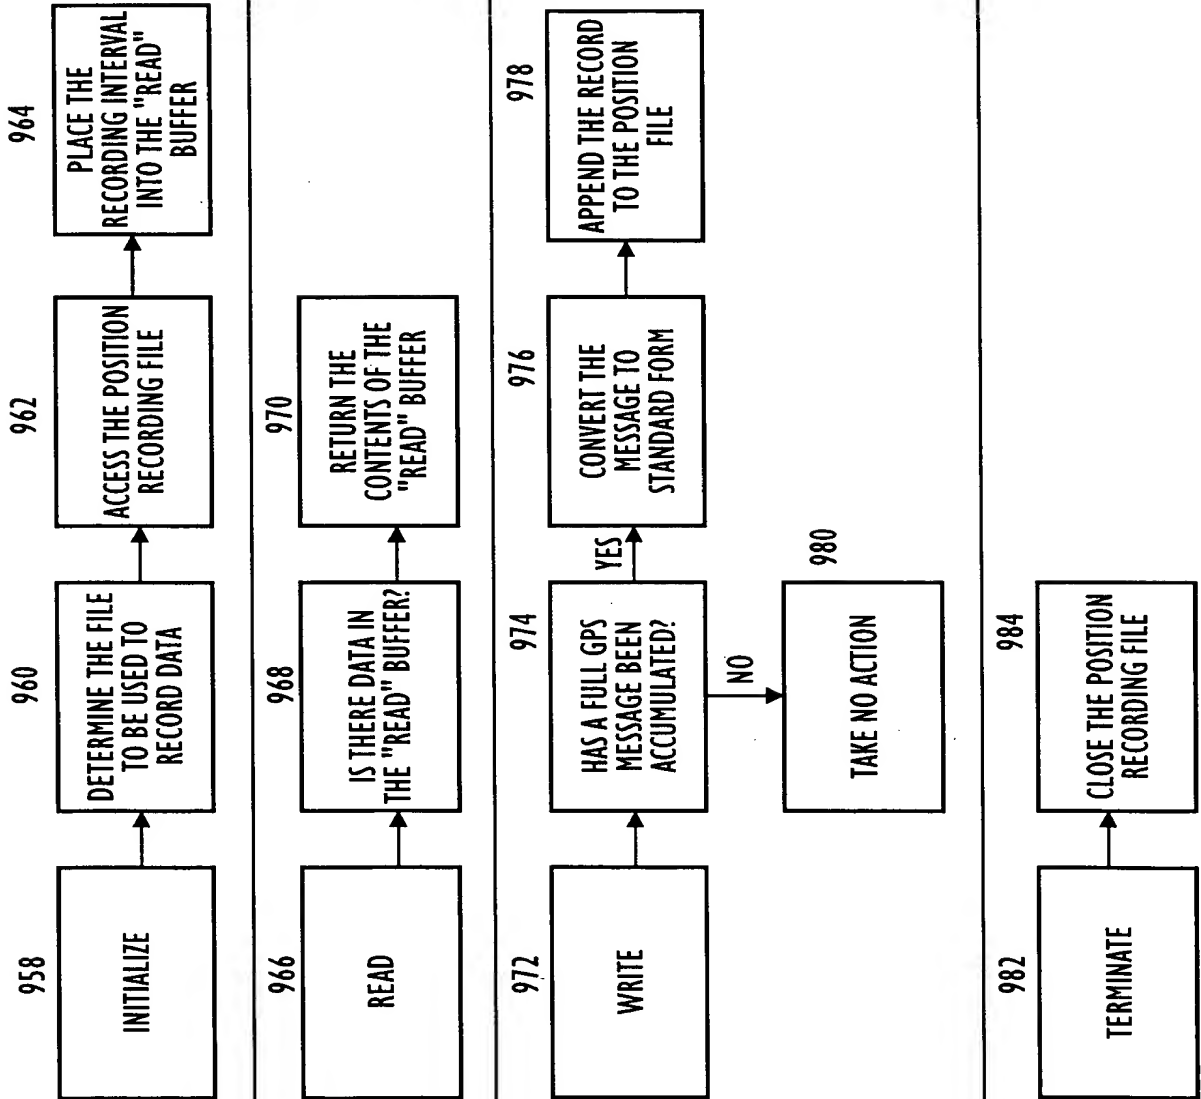 958
INITIALIZE
960
DETERMINE THE FILE
TO BE USED TO
RECORD DATA
962
ACCESS THE POSITION
RECORDING FILE
964
PLACE THE
RECORDING INTERVAL
INTO THE "READ"
BUFFER
966
READ
968
IS THERE DATA IN
THE "READ" BUFFER?
970
RETURN THE
CONTENTS OF THE
"READ" BUFFER
972
WRITE
974
HAS A FULL GPS
MESSAGE BEEN
ACCUMULATED?
YES
976
CONVERT THE
MESSAGE TO
STANDARD FORM
978
APPEND THE RECORD
TO THE POSITION
FILE
NO
980
TAKE NO ACTION
982
TERMINATE
984
CLOSE THE POSITION
RECORDING FILE